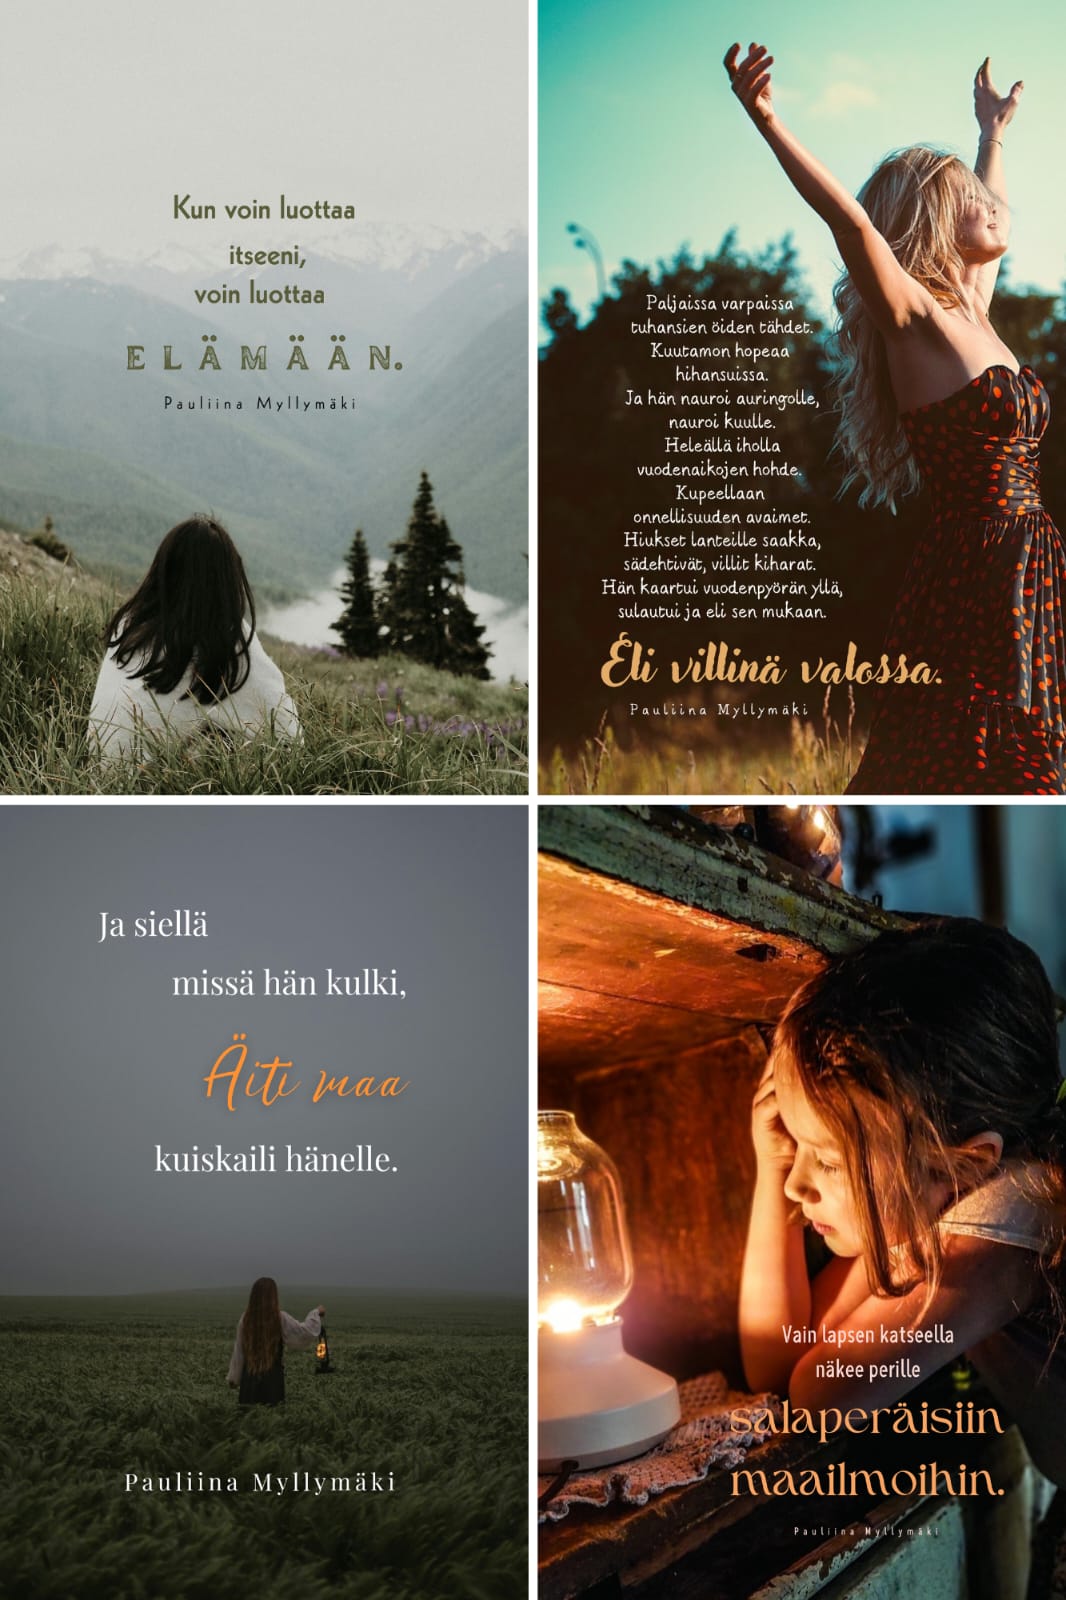 Kun voin luottaa
itseeni,
voin luottaa
ELÄMÄÄN.
Pauliina Myllymäki
Paljaissa varpaissa
tuhansien öiden tähdet.
Kuutamon hopeaa
hihansuissa.
Ja hän nauroi auringolle,
nauroi kuulle.
Heleällä iholla
vuodenaikojen hohde.
Kupeellaan
onnellisuuden avaimet.
Hiukset lanteille saakka,
sädehtivät, villit kiharat.
Hän kaartui vuodenpyörän yllä,
sulautui ja eli sen mukaan.
Eli villinä valossa.
Pauliina Myllymäki
Ja siellä
missä hän kulki,
Äiti maa
kuiskaili hänelle.
Pauliina Myllymäki
Vain lapsen katseella
näkee perille
salaperäisiin
maailmoihin.
Pauliina Myllymäki